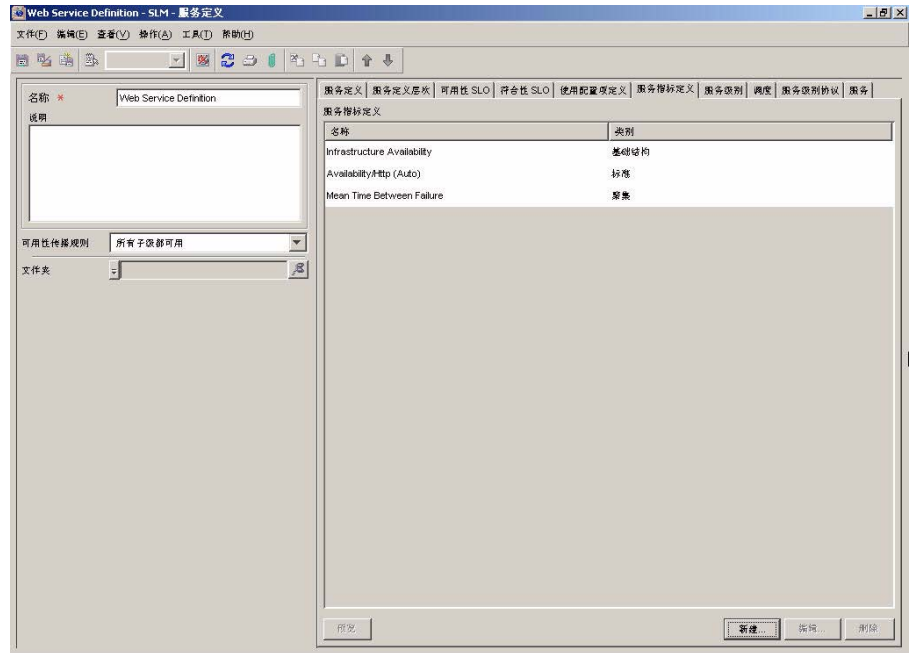 Web Service Definition - SLM - 服务定义
文件(F) 编辑(E) 查看(V) 操作(A) 工具(T) 帮助(H)
名称 * Web Service Definition
说明
可用性传播规则 所有子级都可用
文件夹
服务定义 服务定义层次 可用性 SLO 符合性 SLO 使用配置项定义 服务指标定义 服务级别 调度 服务级别协议 服务
服务指标定义
名称 类别
Infrastructure Availability 基础结构
Availability/Http (Auto) 标准
Mean Time Between Failure 聚集
预览 新建... 编辑... 删除